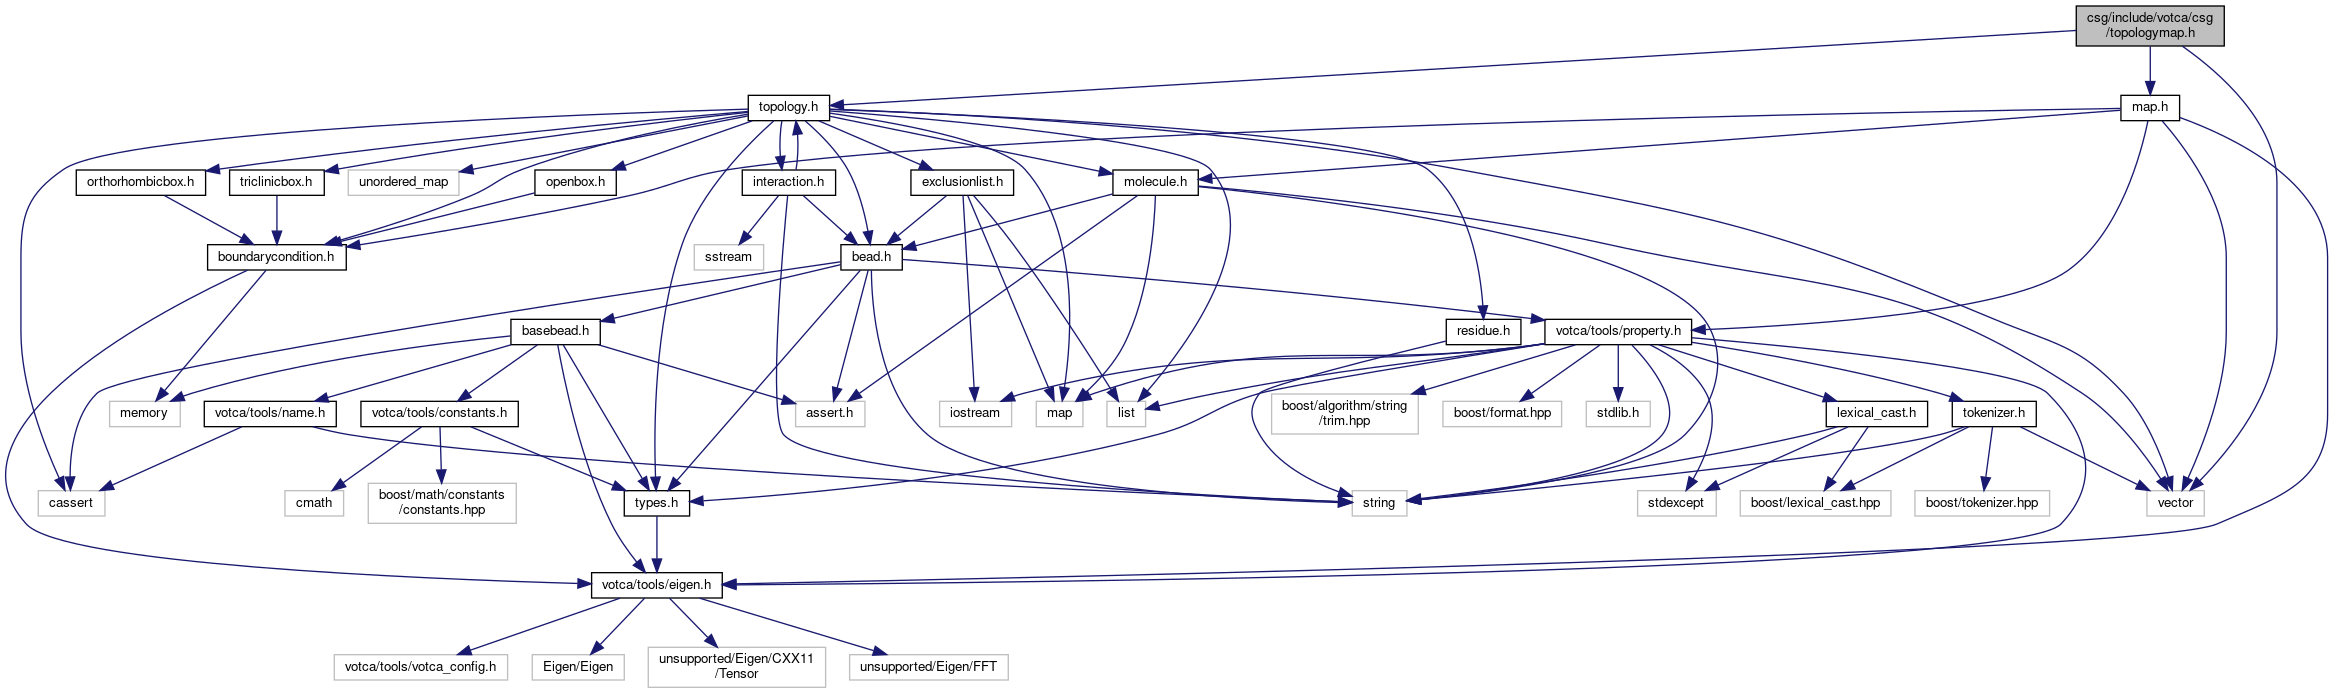 csg/include/votca/csg
/topologymap.h
topology.h
map.h
orthorhombicbox.h
triclinicbox.h
unordered_map
openbox.h
interaction.h
exclusionlist.h
molecule.h
boundarycondition.h
sstream
bead.h
basebead.h
residue.h
votca/tools/property.h
memory
votca/tools/name.h
votca/tools/constants.h
assert.h
iostream
map
list
boost/algorithm/string
/trim.hpp
boost/format.hpp
stdlib.h
lexical_cast.h
tokenizer.h
cassert
cmath
boost/math/constants
/constants.hpp
types.h
string
stdexcept
boost/lexical_cast.hpp
boost/tokenizer.hpp
vector
votca/tools/eigen.h
votca/tools/votca_config.h
Eigen/Eigen
unsupported/Eigen/CXX11
/Tensor
unsupported/Eigen/FFT